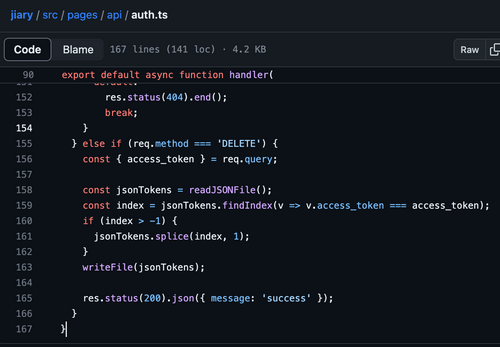 jiary / src / pages / api / auth.ts
Code Blame 167 lines (141 loc) · 4.2 KB Raw
90 export default async function handler(
152 res.status(404).end();
153 break;
154 }
155 } else if (req.method === 'DELETE') {
156 const { access_token } = req.query;
157
158 const jsonTokens = readJSONFile();
159 const index = jsonTokens.findIndex(v => v.access_token === access_token);
160 if (index > -1) {
161 jsonTokens.splice(index, 1);
162 }
163 writeFile(jsonTokens);
164
165 res.status(200).json({ message: 'success' });
166 }
167 }